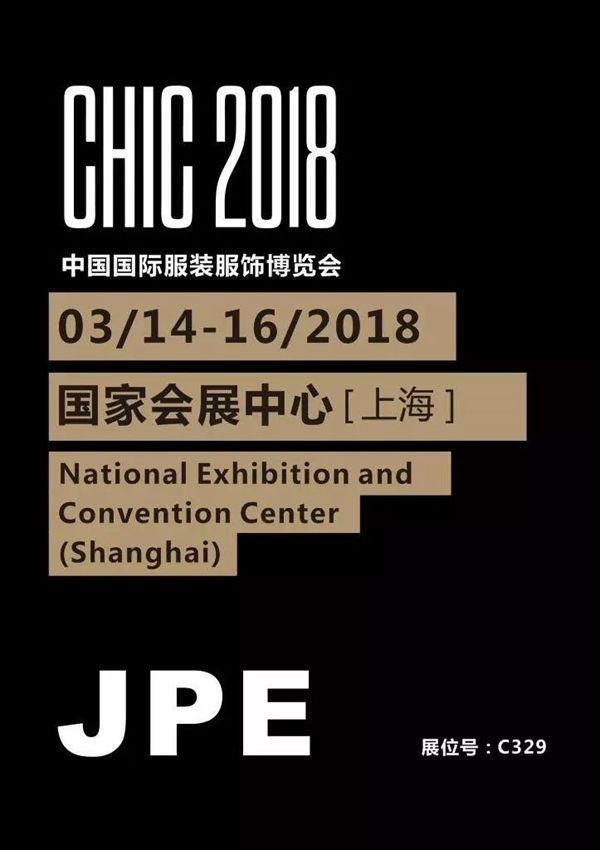 CHIC 2018
中国国际服装服饰博览会
03/14-16/2018
国家会展中心[上海]
National Exhibition and
Convention Center
(Shanghai)
JPE
展位号：C329